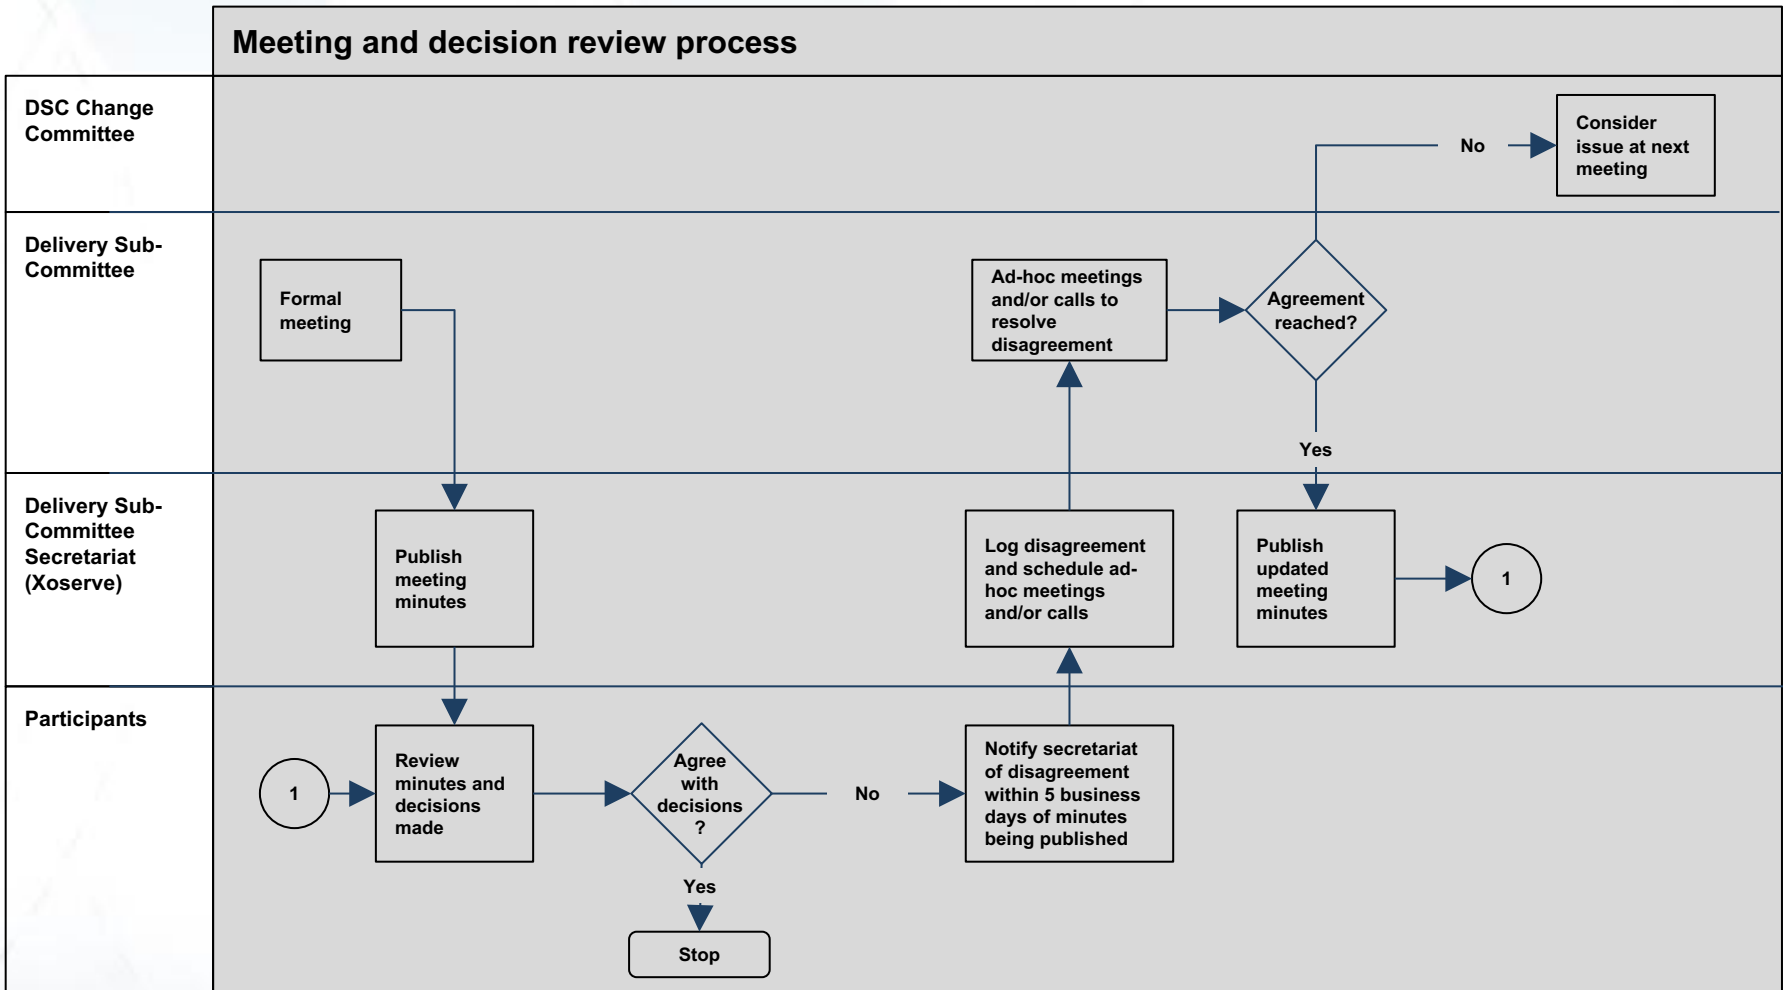 Meeting and decision review process
DSC Change
Committee
Consider
issue at next
meeting
No
Delivery Sub-
Committee
Formal
meeting
Ad-hoc meetings
and/or calls to
resolve
disagreement
Agreement
reached?
Yes
Delivery Sub-
Committee
Secretariat
(Xoserve)
Publish
meeting
minutes
Log disagreement
and schedule ad-
hoc meetings
and/or calls
Publish
updated
meeting
minutes
1
Participants
1
Review
minutes and
decisions
made
Agree
with
decisions
?
No
Notify secretariat
of disagreement
within 5 business
days of minutes
being published
Yes
Stop